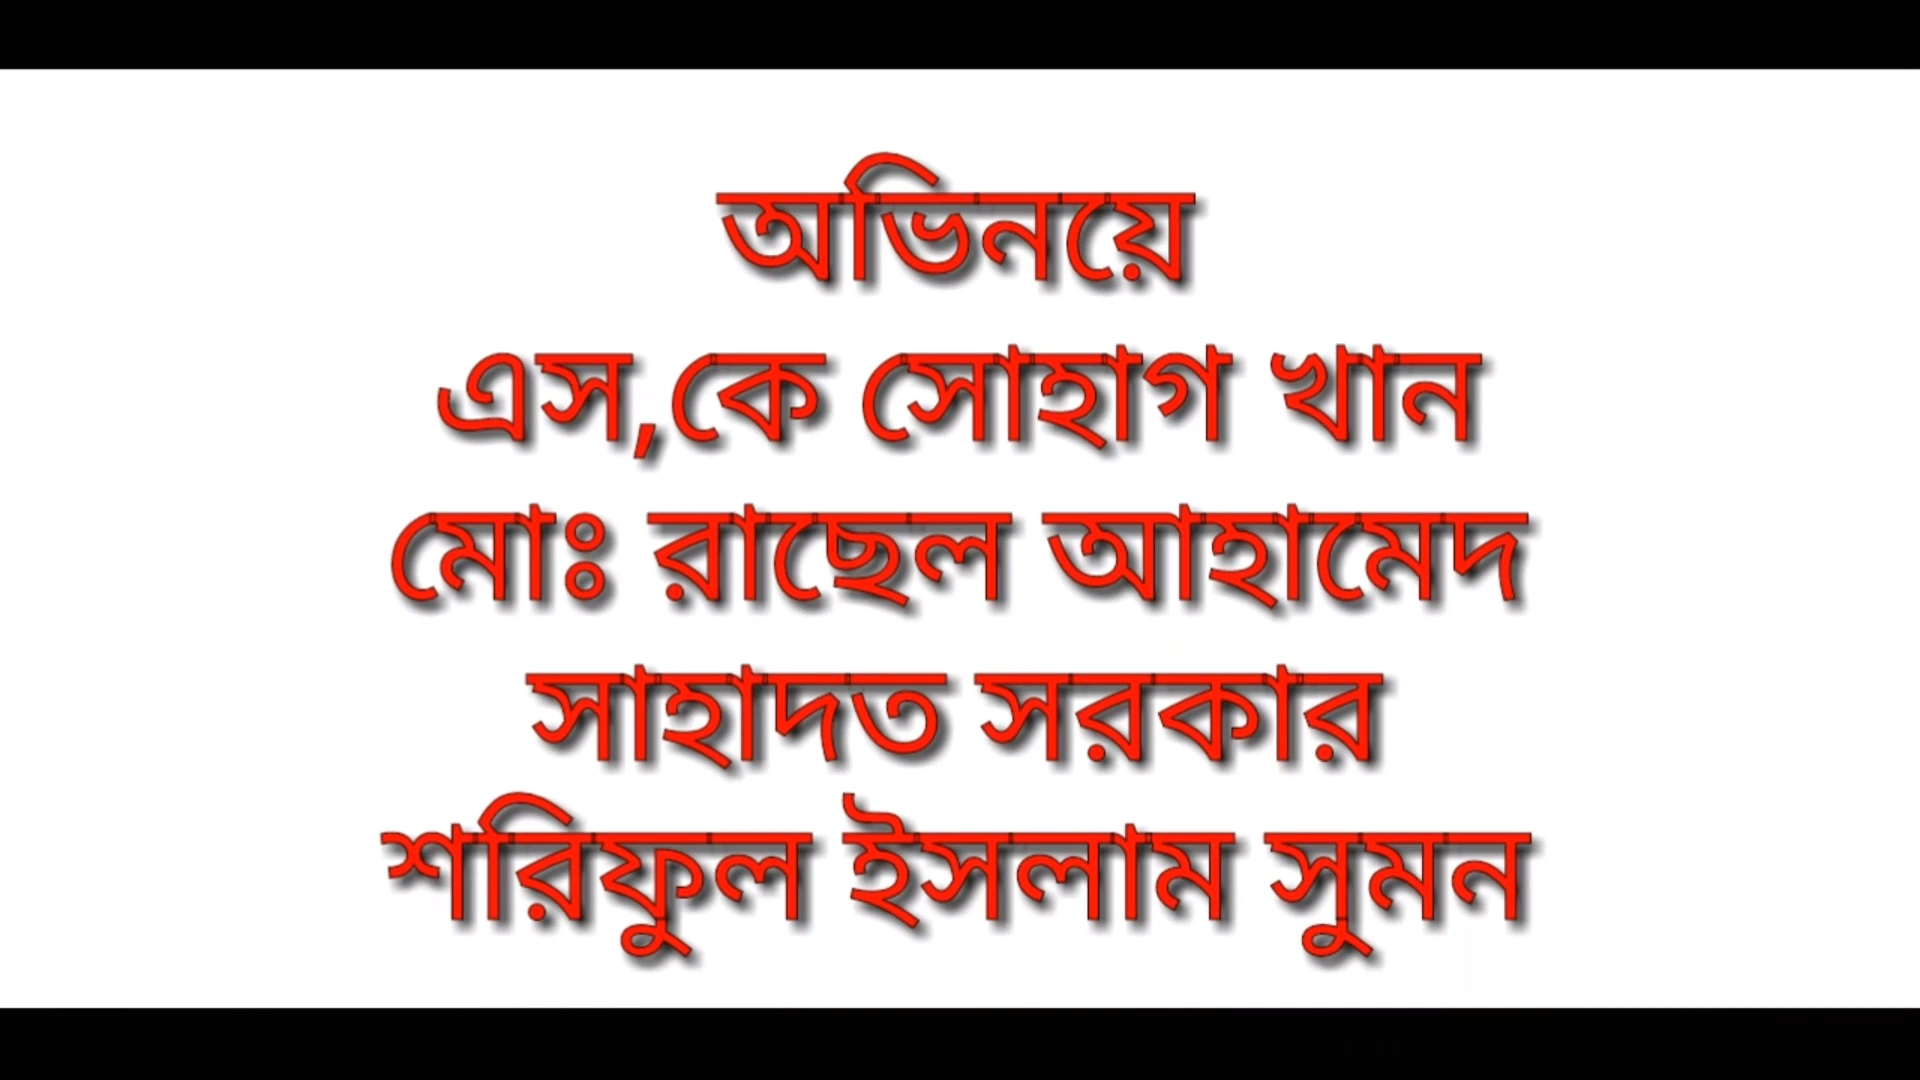 অভিনয়ে
এস,কে সোহাগ খান
মোঃ রাছেল আহামেদ
সাহাদত সরকার
শরিফুল ইসলাম সুমন